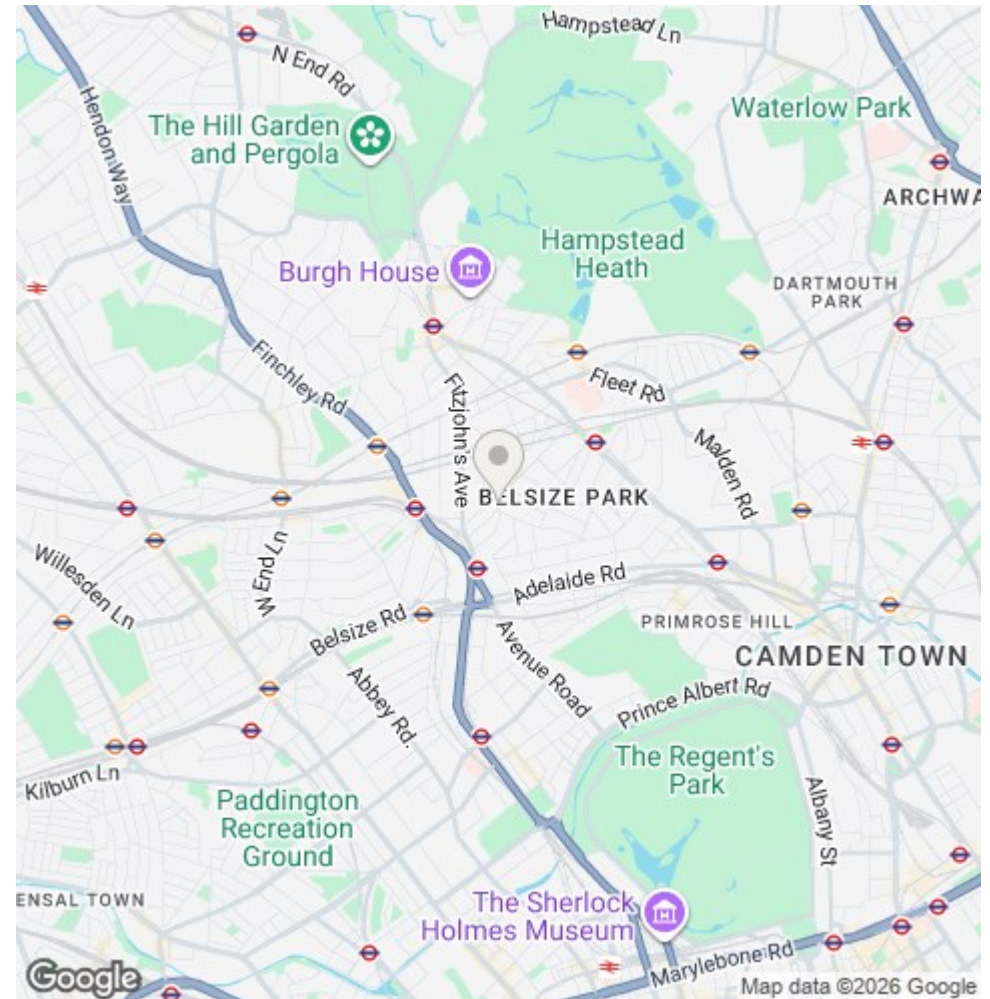 Hampstead Ln
N End Rd
Waterlow Park
Hendon Way
The Hill Garden
and Pergola
ARCHWA
Hampstead
Heath
Burgh House
DARTMOUTH
PARK
Finchley Rd
Fitzjohn's Ave
Fleet Rd
Malden Rd
BELSIZE PARK
Willesden Ln
W End Ln
Adelaide Rd
Belsize Rd
PRIMROSE HILL
Avenue Road
CAMDEN TOWN
Abbey Rd.
Prince Albert Rd
The Regent's
Park
Kilburn Ln
Albany St
Paddington
Recreation
Ground
ENSAL TOWN
The Sherlock
Holmes Museum
Marylebone Rd
Google
Map data ©2026 Google